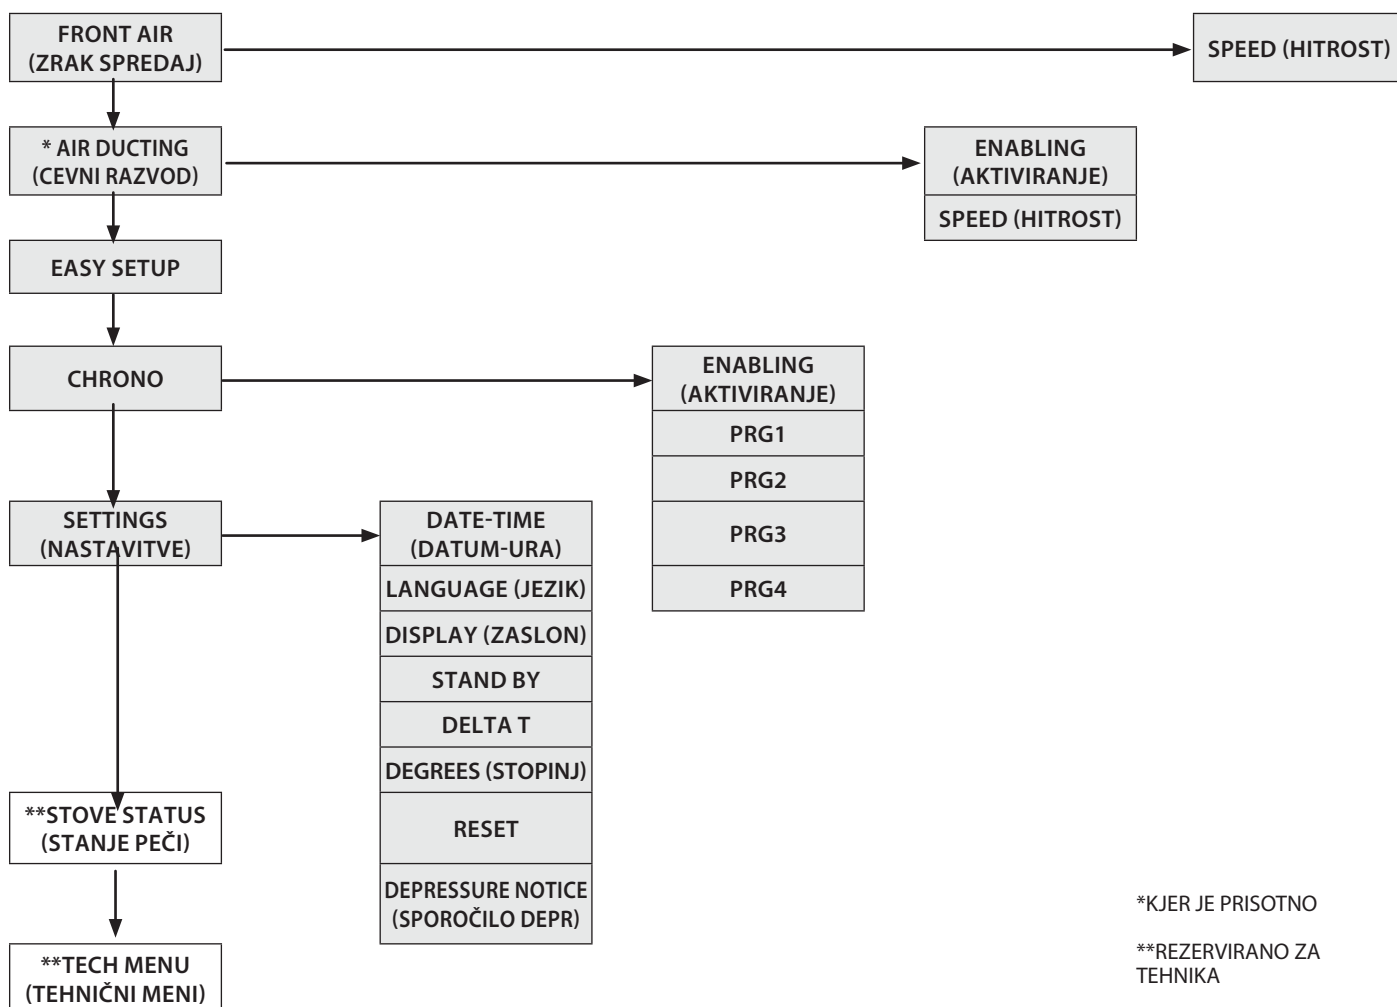 FRONT AIR
(ZRAK SPREDAJ)
SPEED (HITROST)
* AIR DUCTING
(CEVNI RAZVOD)
ENABLING
(AKTIVIRANJE)
SPEED (HITROST)
EASY SETUP
CHRONO
ENABLING
(AKTIVIRANJE)
PRG1
PRG2
PRG3
PRG4
SETTINGS
(NASTAVITVE)
DATE-TIME
(DATUM-URA)
LANGUAGE (JEZIK)
DISPLAY (ZASLON)
STAND BY
DELTA T
DEGREES (STOPINJ)
RESET
DEPRESSURE NOTICE
(SPOROČILO DEPR)
**STOVE STATUS
(STANJE PEČI)
**TECH MENU
(TEHNIČNI MENI)
*KJER JE PRISOTNO
**REZERVIRANO ZA
TEHNIKA